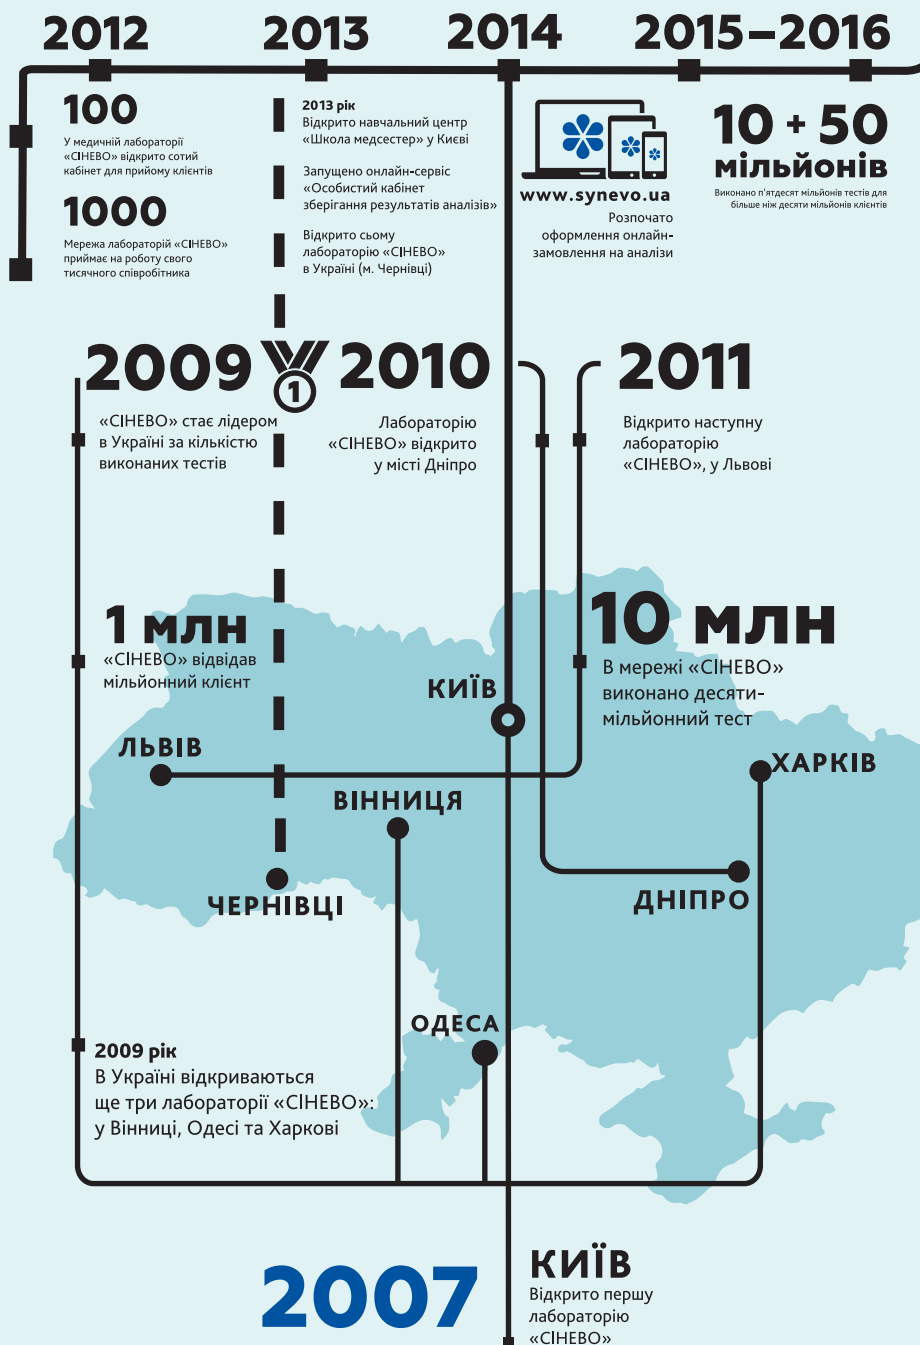 2012
100
У медичній лабораторії
«СІНЕВО» відкрито сотий
кабінет для прийому клієнтів
1000
Мережа лабораторій «СІНЕВО»
приймає на роботу свого
тисячного співробітника
2013
2013 рік
Відкрито навчальний центр
«Школа медсестер» у Києві
Запущено онлайн-сервіс
«Особистий кабінет
зберігання результатів аналізів»
Відкрито сьому
лабораторію «СІНЕВО»
в Україні (м. Чернівці)
2014
www.synevo.ua
Розпочато
оформлення онлайн-
замовлення на аналізи
2015–2016
10 + 50
мільйонів
Виконано п'ятдесят мільйонів тестів для
більше ніж десяти мільйонів клієнтів
2009
1
«СІНЕВО» стає лідером
в Україні за кількістю
виконаних тестів
2010
Лабораторію
«СІНЕВО» відкрито
у місті Дніпро
2011
Відкрито наступну
лабораторію
«СІНЕВО», у Львові
1 млн
«СІНЕВО» відвідав
мільйонний клієнт
10 млн
В мережі «СІНЕВО»
виконано десяти-
мільйонний тест
КИЇВ
ЛЬВІВ
ХАРКІВ
ВІННИЦЯ
ЧЕРНІВЦІ
ДНІПРО
ОДЕСА
2009 рік
В Україні відкриваються
ще три лабораторії «СІНЕВО»:
у Вінниці, Одесі та Харкові
2007
КИЇВ
Відкрито першу
лабораторію
«СІНЕВО»